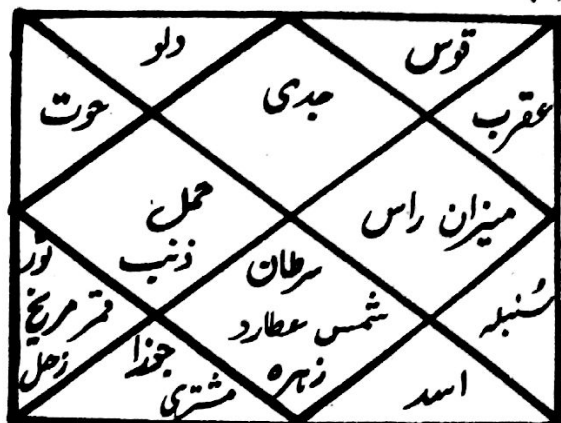 قوس
جدی
دلو
عقرب
حوت
میزان راس
حمل
ذنب
سرطان
شمس عطارد
زہرہ
ثور
قمر مریخ
زحل
سُنبلہ
جوزا
مشتری
اسد